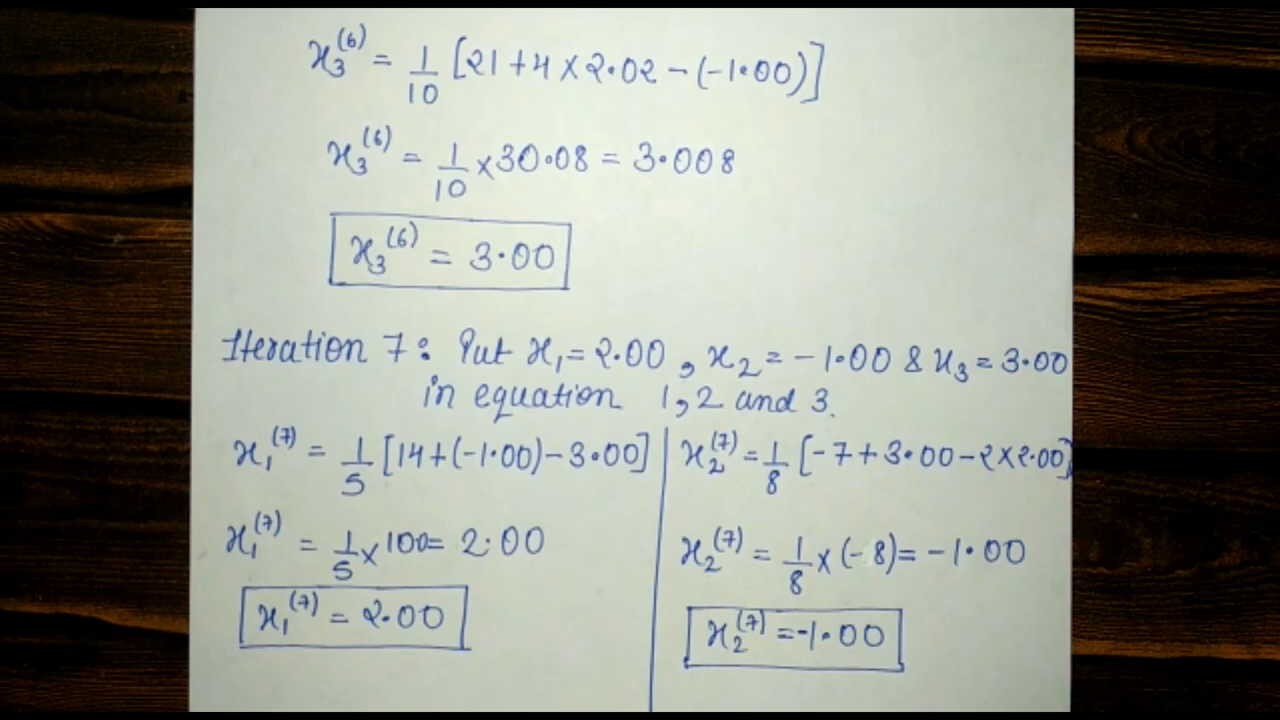 x₃⁽⁶⁾ = 1/10 [21 + 4 × 2.02 − (−1.00)]
x₃⁽⁶⁾ = 1/10 × 30.08 = 3.008
x₃⁽⁶⁾ = 3.00
Iteration 7: Put x₁ = 2.00, x₂ = −1.00 & x₃ = 3.00
in equation 1, 2 and 3.
x₁⁽⁷⁾ = 1/5 [14 + (−1.00) − 3.00]
x₁⁽⁷⁾ = 1/5 × 100 = 2.00
x₁⁽⁷⁾ = 2.00
x₂⁽⁷⁾ = 1/8 [−7 + 3.00 − 2 × 2.00]
x₂⁽⁷⁾ = 1/8 × (−8) = −1.00
x₂⁽⁷⁾ = −1.00